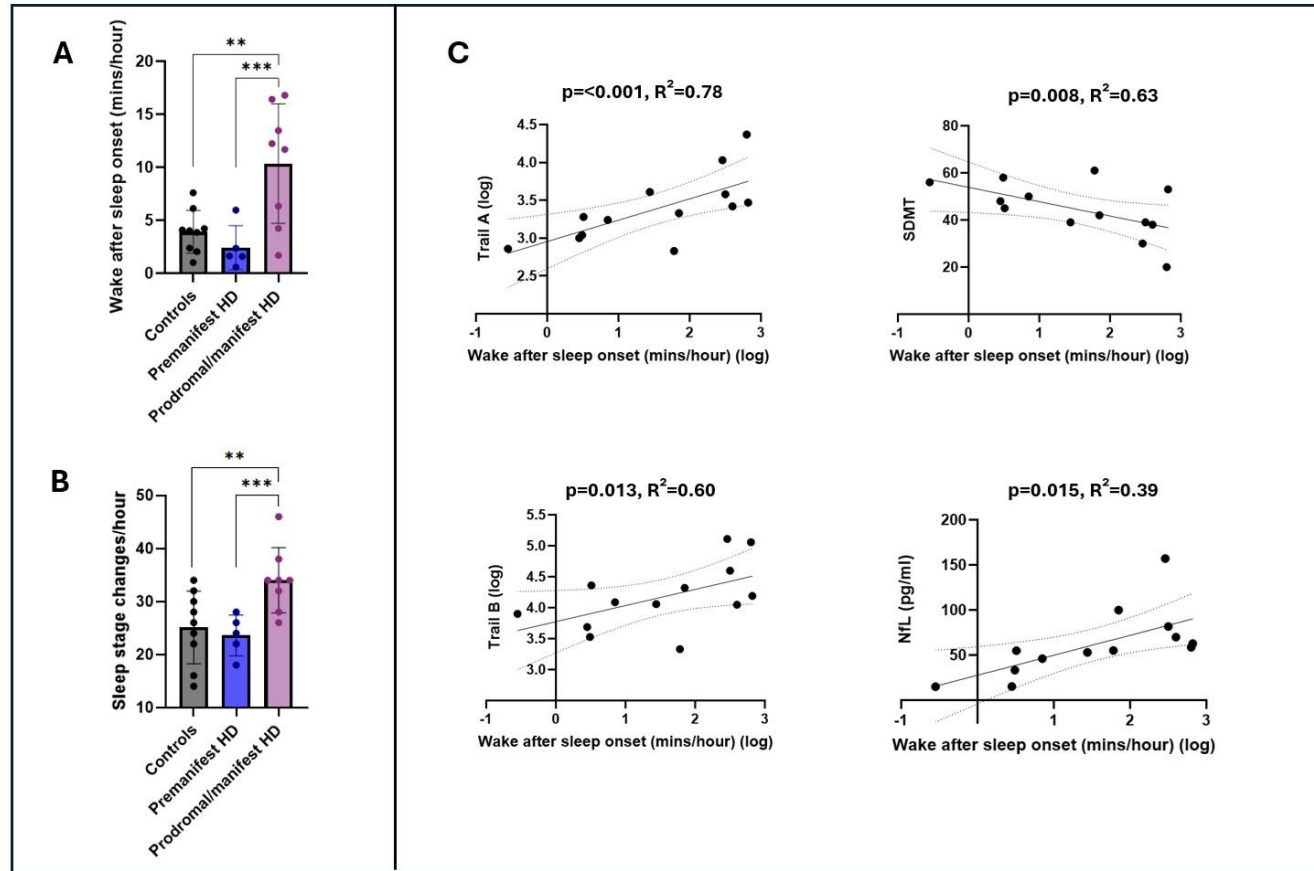 A
Wake after sleep onset (mins/hour)
**
***
20
15
10
5
0
Controls
Premanifest HD
Prodromal/manifest HD
B
Sleep stage changes/hour
**
***
50
40
30
20
10
Controls
Premanifest HD
Prodromal/manifest HD
C
p=<0.001, R²=0.78
Trail A (log)
4.5
4.0
3.5
3.0
2.5
-1 0 1 2 3
Wake after sleep onset (mins/hour) (log)
p=0.008, R²=0.63
SDMT
80
60
40
20
-1 0 1 2 3
Wake after sleep onset (mins/hour) (log)
p=0.013, R²=0.60
Trail B (log)
5.5
5.0
4.5
4.0
3.5
3.0
-1 0 1 2 3
Wake after sleep onset (mins/hour) (log)
p=0.015, R²=0.39
NfL (pg/ml)
200
150
100
50
-1 1 2 3
Wake after sleep onset (mins/hour) (log)